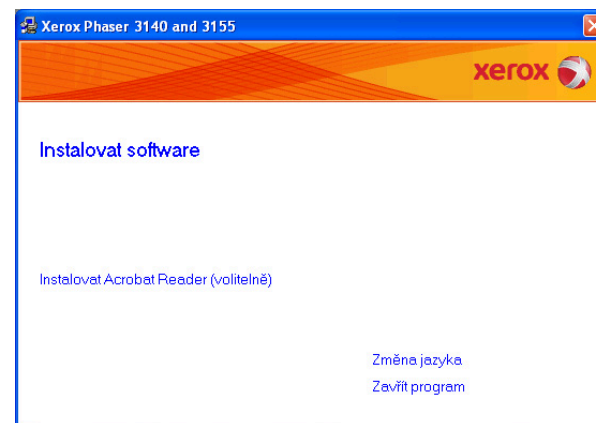 Xerox Phaser 3140 and 3155
xerox
Instalovat software
Instalovat Acrobat Reader (volitelně)
Změna jazyka
Zavřít program